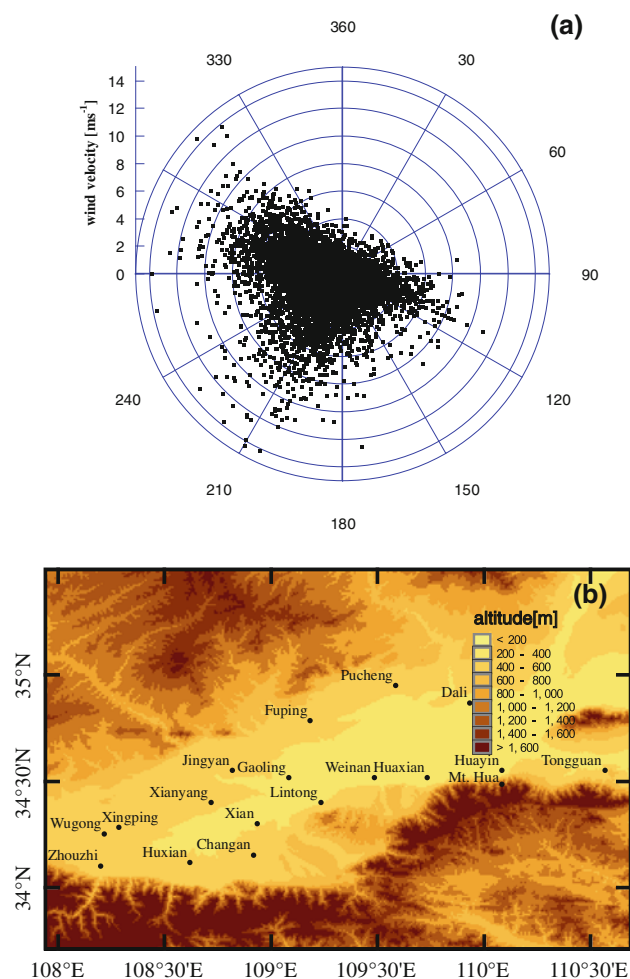 (a)
360
330
30
60
90
120
150
180
210
240
14
12
10
8
6
4
2
0
wind velocity [ms-1]
(b)
altitude[m]
< 200
200 - 400
400 - 600
600 - 800
800 - 1,000
1,000 - 1,200
1,200 - 1,400
1,400 - 1,600
> 1,600
Pucheng
Dali
Fuping
Jingyan
Gaoling
Weinan
Huaxian
Huayin
Mt. Hua
Tongguan
Xianyang
Lintong
Xian
Wugong
Xingping
Changan
Zhouzhi
Huxian
35°N
34°30N
34°N
108°E
108°30'E
109°E
109°30'E
110°E
110°30'E